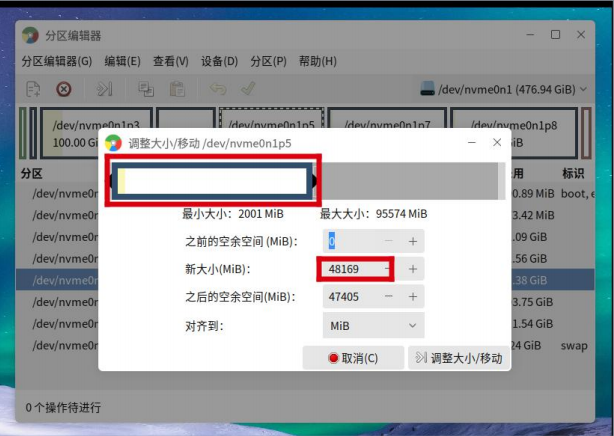 分区编辑器
分区编辑器(G) 编辑(E) 查看(V) 设备(D) 分区(P) 帮助(H)
/dev/nvme0n1 (476.94 GiB)
/dev/nvme0n1p3 /dev/nvme0n1p5 /dev/nvme0n1p7 /dev/nvme0n1p8
100.00 Gi iB
调整大小/移动 /dev/nvme0n1p5
分区 用 标识
/dev/nvme0r 0.89 MiB boot, e
/dev/nvme0r 3.42 MiB
最小大小：2001 MiB 最大大小：95574 MiB
/dev/nvme0r .09 GiB
之前的空余空间 (MiB)： 0
/dev/nvme0r .56 GiB
新大小(MiB)： 48169
/dev/nvme0r .38 GiB
之后的空余空间(MiB)： 47405
/dev/nvme0r 3.75 GiB
对齐到： MiB
/dev/nvme0r 1.54 GiB
/dev/nvme0r 24 GiB swap
取消(C) 调整大小/移动
0 个操作待进行